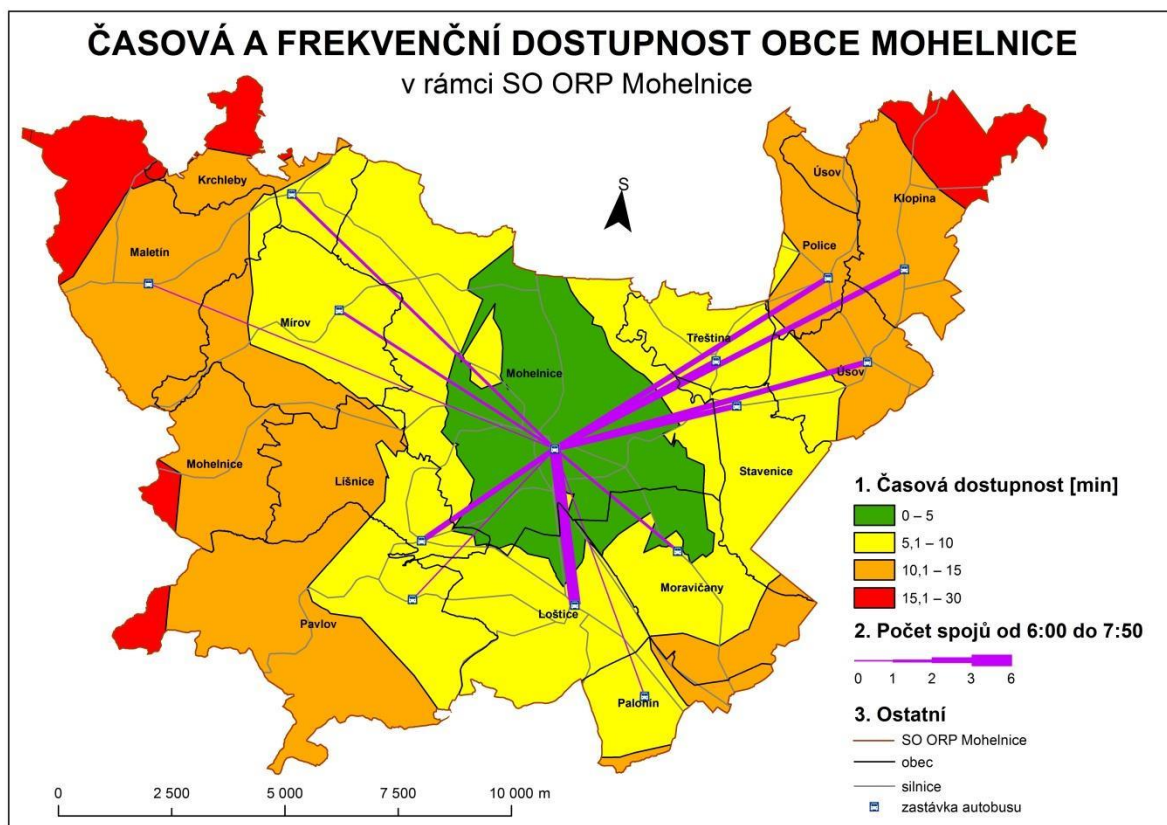 ČASOVÁ A FREKVENČNÍ DOSTUPNOST OBCE MOHELNICE
v rámci SO ORP Mohelnice
S
Krchleby
Úsov
Klopina
Maletín
Police
Mírov
Třeština
Mohelnice
Úsov
Mohelnice
Líšnice
Stavenice
Moravičany
Loštice
Pavlov
Palonín
1. Časová dostupnost [min]
0 – 5
5,1 – 10
10,1 – 15
15,1 – 30
2. Počet spojů od 6:00 do 7:50
0 1 2 3 6
3. Ostatní
SO ORP Mohelnice
obec
silnice
zastávka autobusu
0 2 500 5 000 7 500 10 000 m